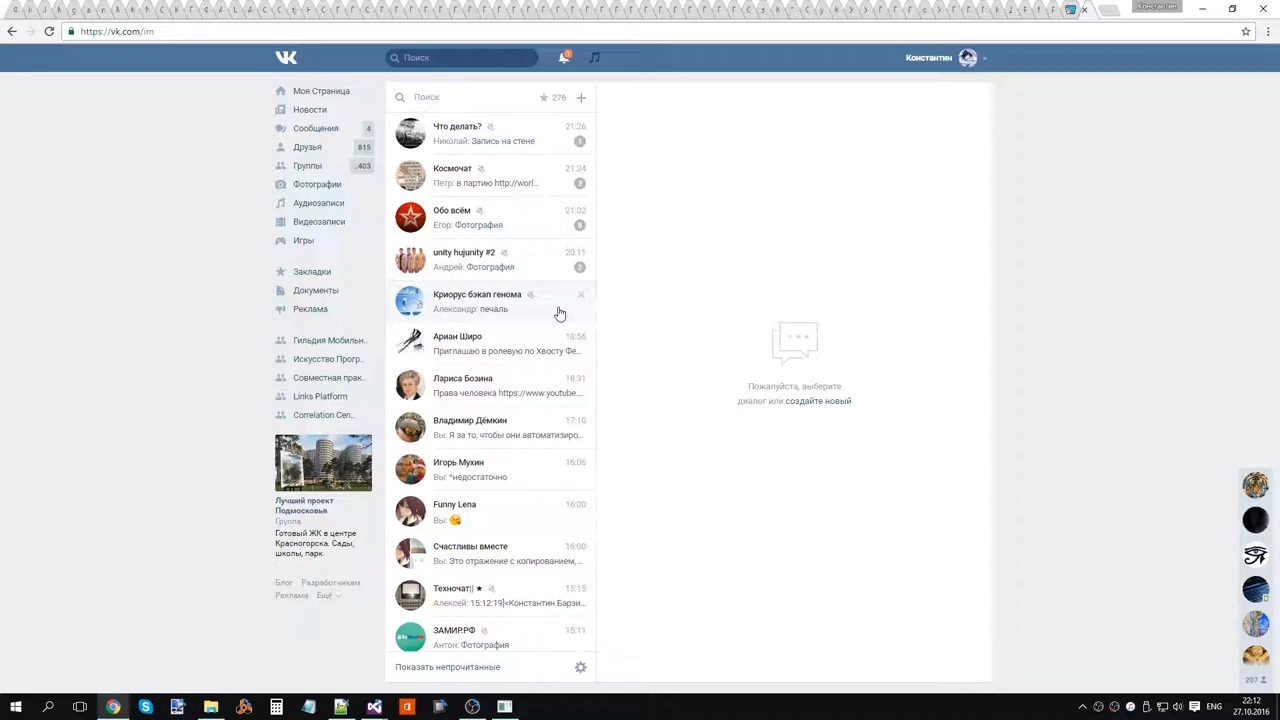 Константин
https://vk.com/im
Поиск
1
Константин
Моя Страница
Новости
Сообщения 4
Друзья 815
Группы ..403
Фотографии
Аудиозаписи
Видеозаписи
Игры
Закладки
Документы
Реклама
Гильдия Мобильн..
Искусство Прогр..
Совместная прак..
Links Platform
Correlation Cen..
Лучший проект
Подмосковья
Группа
Готовый ЖК в центре
Красногорска. Сады,
школы, парк.
Блог Разработчикам
Реклама Ещё
Поиск 276
Что делать? 21:26
Николай: Запись на стене 1
Космочат 21:24
Петр: в партию http://worl... 3
Обо всём 21:02
Егор: Фотография
unity hujunity #2 20:11
Андрей: Фотография 2
Криорус бэкап генома
Александр: печаль
Ариан Широ 18:56
Приглашаю в ролевую по Хвосту Фе...
Лариса Бозина 18:31
Права человека https://www.youtube....
Владимир Дёмкин 17:10
Вы: Я за то, чтобы они автоматизиро...
Игорь Мухин 16:06
Вы: *недостаточно
Funny Lena 16:00
Вы:
Счастливы вместе 16:00
Вы: Это отражение с копированием, ...
Техночат|| ★ 15:15
Алексей: 15:12:19]<Константин Барзи...
ЗАМИР.РФ 15:11
Антон: Фотография
Показать непрочитанные
Пожалуйста, выберите
диалог или создайте новый
207
ENG
22:12
27.10.2016